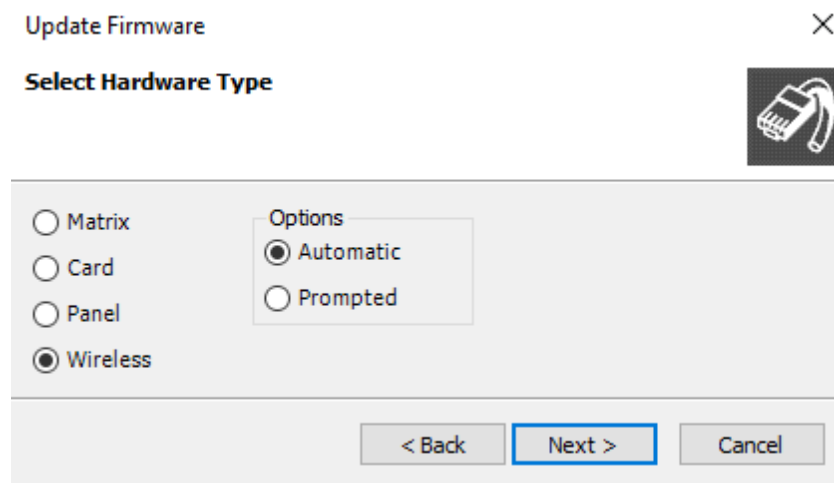 Update Firmware
Select Hardware Type
Matrix
Card
Panel
Wireless
Options
Automatic
Prompted
< Back
Next >
Cancel